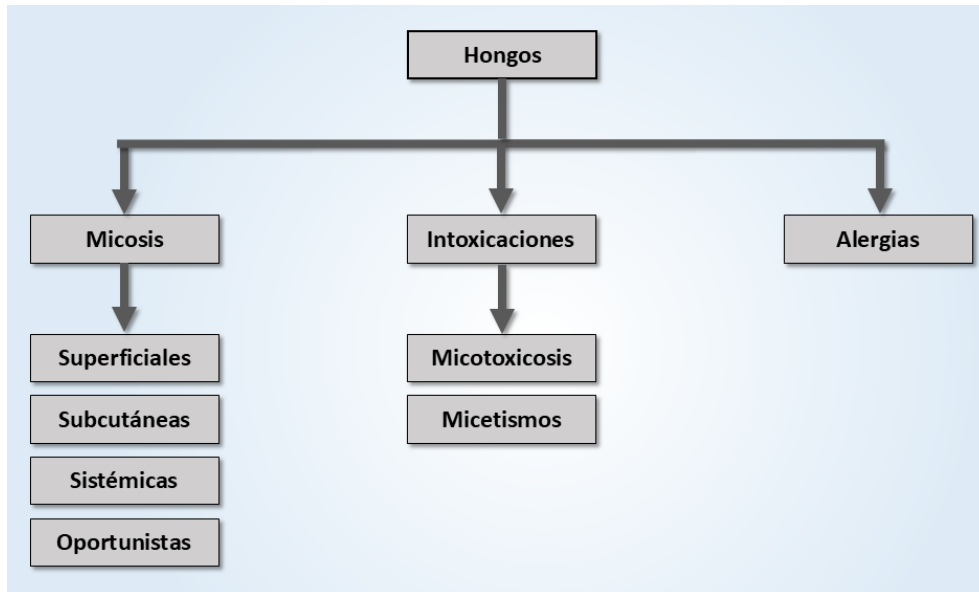 Hongos
Micosis
Intoxicaciones
Alergias
Superficiales
Subcutáneas
Sistémicas
Oportunistas
Micotoxicosis
Micetismos